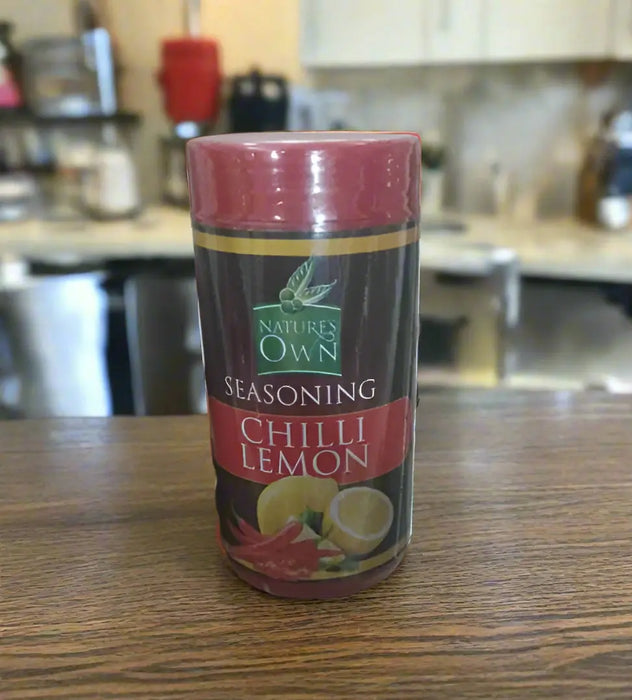 NATURE'S
OWN
SEASONING
CHILLI
LEMON